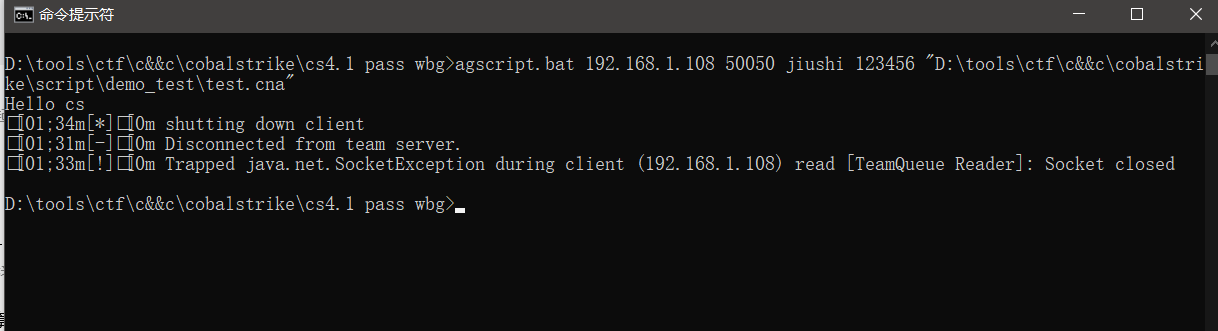 命令提示符
D:\tools\ctf\c&&c\cobalstrike\cs4.1 pass wbg>agscript.bat 192.168.1.108 50050 jiushi 123456 "D:\tools\ctf\c&&c\cobalstri
ke\script\demo_test\test.cna"
Hello cs
□[01;34m[*]□[0m shutting down client
□[01;31m[-]□[0m Disconnected from team server.
□[01;33m[!]□[0m Trapped java.net.SocketException during client (192.168.1.108) read [TeamQueue Reader]: Socket closed
D:\tools\ctf\c&&c\cobalstrike\cs4.1 pass wbg>